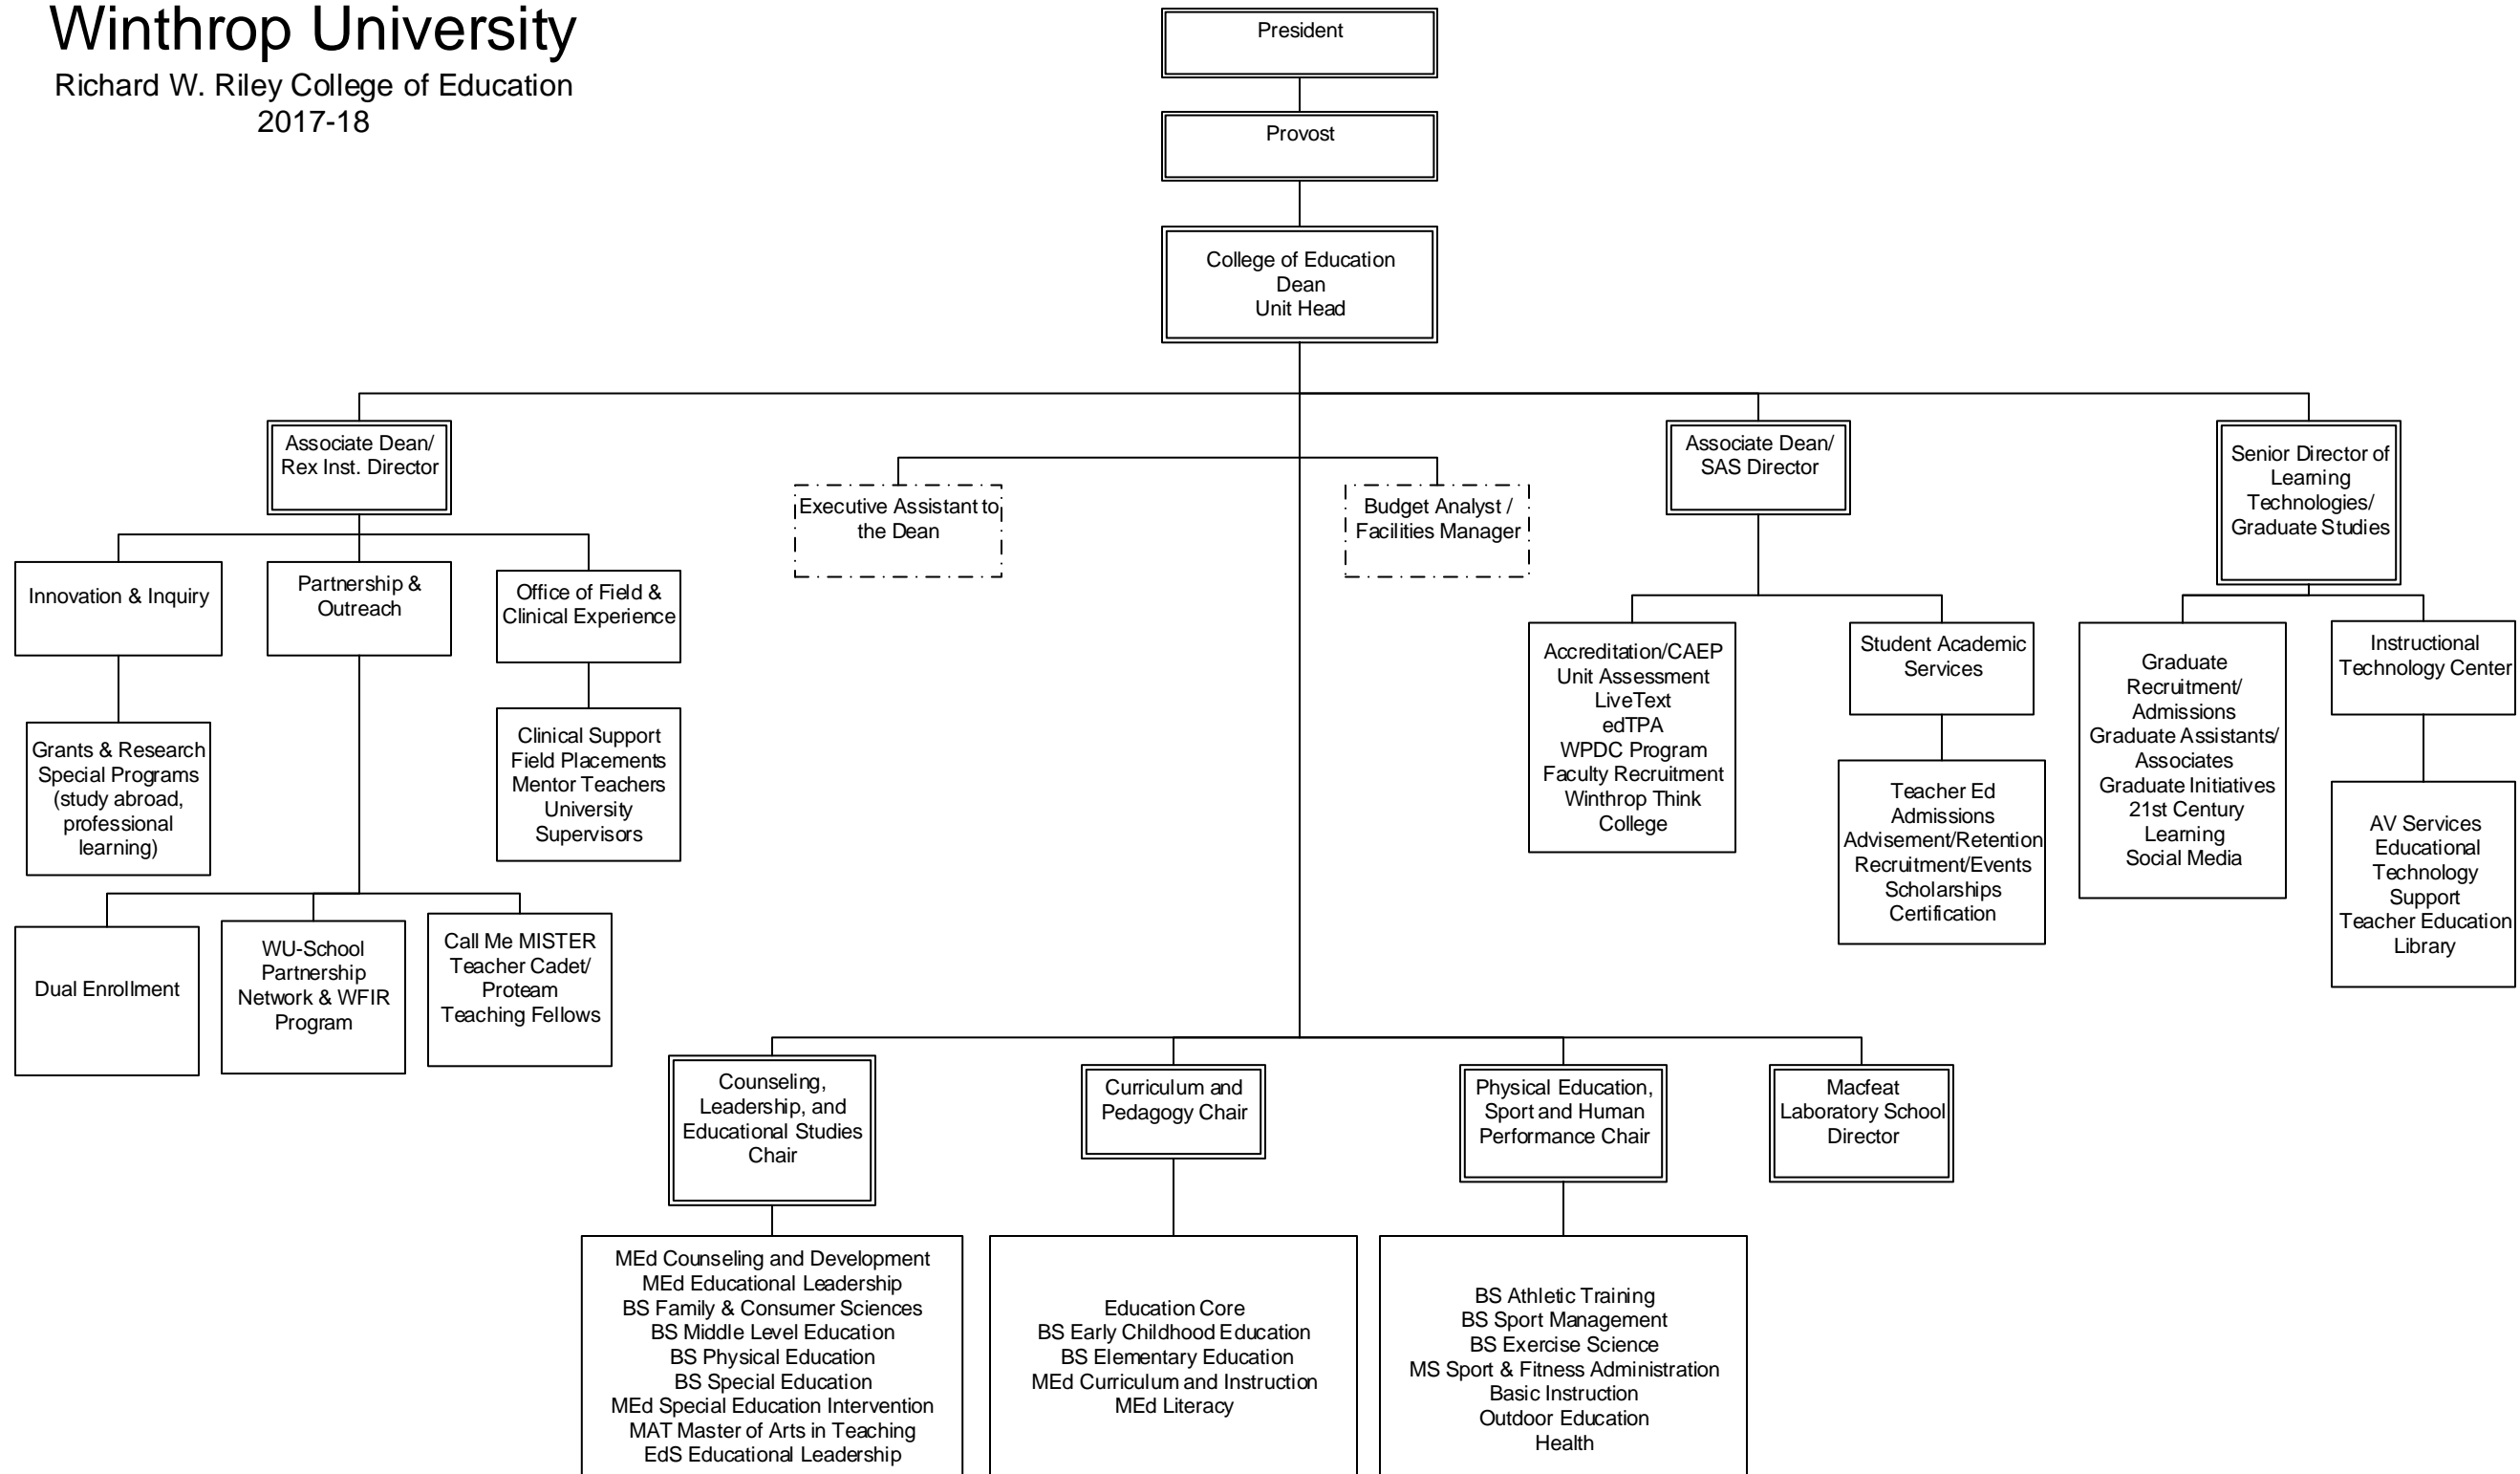 Winthrop University
Richard W. Riley College of Education
2017-18
President
Provost
College of Education
Dean
Unit Head
Associate Dean/
Rex Inst. Director
Executive Assistant to
the Dean
Budget Analyst /
Facilities Manager
Associate Dean/
SAS Director
Senior Director of
Learning
Technologies/
Graduate Studies
Innovation & Inquiry
Partnership &
Outreach
Office of Field &
Clinical Experience
Accreditation/CAEP
Unit Assessment
LiveText
edTPA
WPDC Program
Faculty Recruitment
Winthrop Think
College
Student Academic
Services
Graduate
Recruitment/
Admissions
Graduate Assistants/
Associates
Graduate Initiatives
21st Century
Learning
Social Media
Instructional
Technology Center
Grants & Research
Special Programs
(study abroad,
professional
learning)
Clinical Support
Field Placements
Mentor Teachers
University
Supervisors
Teacher Ed
Admissions
Advisement/Retention
Recruitment/Events
Scholarships
Certification
AV Services
Educational
Technology
Support
Teacher Education
Library
Dual Enrollment
WU-School
Partnership
Network & WFIR
Program
Call Me MISTER
Teacher Cadet/
Proteam
Teaching Fellows
Counseling,
Leadership, and
Educational Studies
Chair
Curriculum and
Pedagogy Chair
Physical Education,
Sport and Human
Performance Chair
Macfeat
Laboratory School
Director
MEd Counseling and Development
MEd Educational Leadership
BS Family & Consumer Sciences
BS Middle Level Education
BS Physical Education
BS Special Education
MEd Special Education Intervention
MAT Master of Arts in Teaching
EdS Educational Leadership
Education Core
BS Early Childhood Education
BS Elementary Education
MEd Curriculum and Instruction
MEd Literacy
BS Athletic Training
BS Sport Management
BS Exercise Science
MS Sport & Fitness Administration
Basic Instruction
Outdoor Education
Health